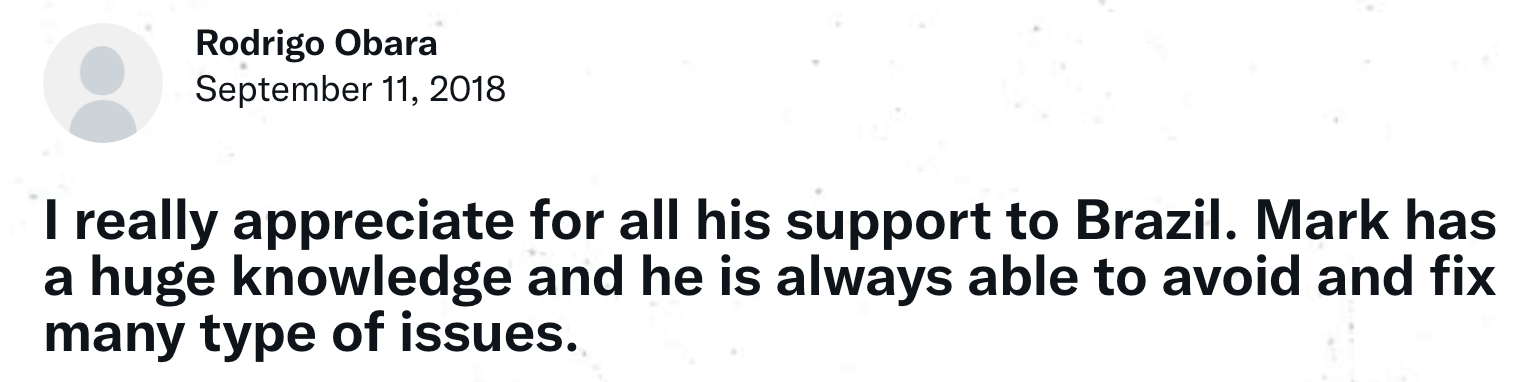 Rodrigo Obara
September 11, 2018
I really appreciate for all his support to Brazil. Mark has
a huge knowledge and he is always able to avoid and fix
many type of issues.